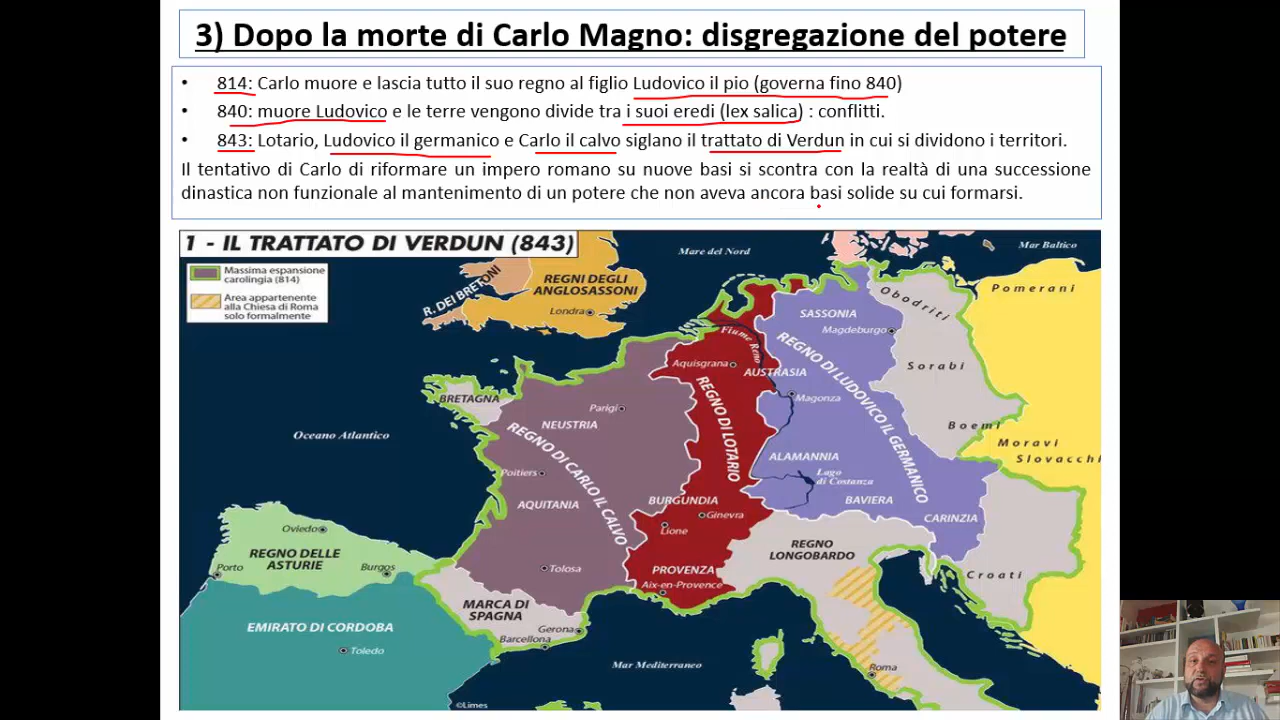 3) Dopo la morte di Carlo Magno: disgregazione del potere
• 814: Carlo muore e lascia tutto il suo regno al figlio Ludovico il pio (governa fino 840)
• 840: muore Ludovico e le terre vengono divide tra i suoi eredi (lex salica) : conflitti.
• 843: Lotario, Ludovico il germanico e Carlo il calvo siglano il trattato di Verdun in cui si dividono i territori.
Il tentativo di Carlo di riformare un impero romano su nuove basi si scontra con la realtà di una successione
dinastica non funzionale al mantenimento di un potere che non aveva ancora basi solide su cui formarsi.
1 - IL TRATTATO DI VERDUN (843)
Massima espansione
carolingia (814)
Area appartenente
alla Chiesa di Roma
solo formalmente
R. DEI BRETONI
REGNI DEGLI
ANGLOSASSONI
Londra
Mare del Nord
Mar Baltico
Pomerani
Obodriti
SASSONIA
Magdeburgo
Fiume Reno
Sorabi
Aquisgrana
AUSTRASIA
REGNO DI LUDOVICO IL GERMANICO
REGNO DI LOTARIO
Magonza
BRETAGNA
Parigi
NEUSTRIA
REGNO DI CARLO IL CALVO
Boemi
Moravi
Slovacchi
Oceano Atlantico
ALAMANNIA
Poitiers
Lago
di Costanza
AQUITANIA
BURGUNDIA
BAVIERA
Ginevra
CARINZIA
Lione
Oviedo
REGNO DELLE
ASTURIE
REGNO
LONGOBARDO
Porto
Burgos
Tolosa
PROVENZA
Croati
Aix-en-Provence
MARCA DI
SPAGNA
EMIRATO DI CORDOBA
Gerona
Barcellona
Toledo
Mar Mediterraneo
Roma
©Limes